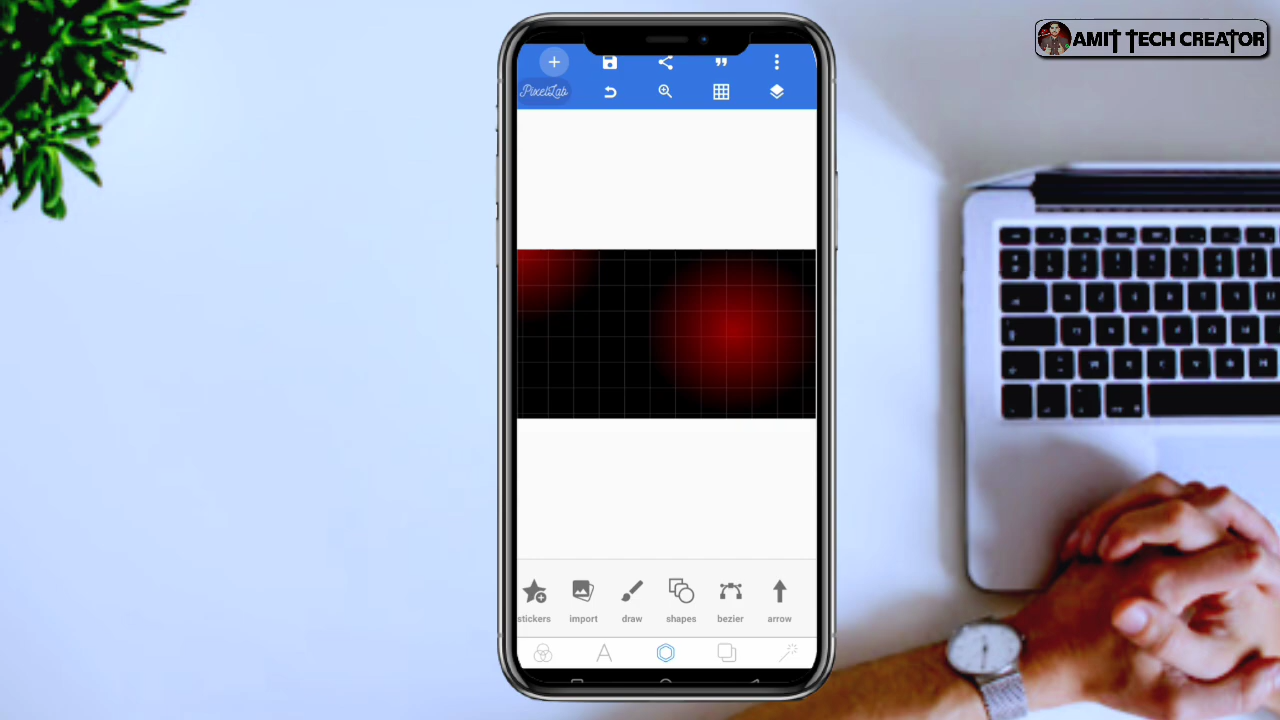 AMIT TECH CREATOR
PixelLab
stickers
import
draw
shapes
bezier
arrow